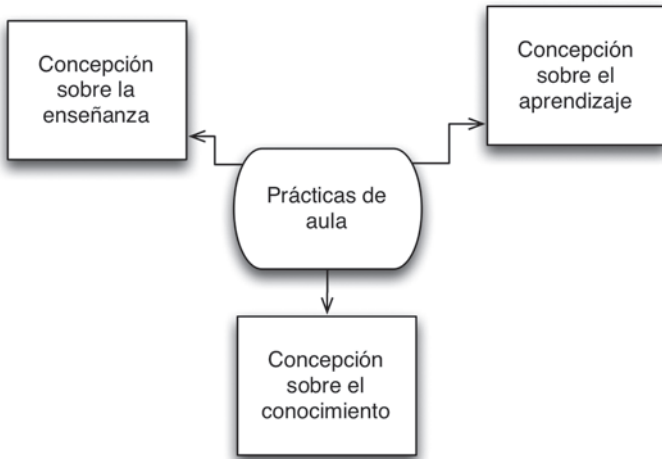 Concepción
sobre la
enseñanza
Concepción
sobre el
aprendizaje
Prácticas de
aula
Concepción
sobre el
conocimiento